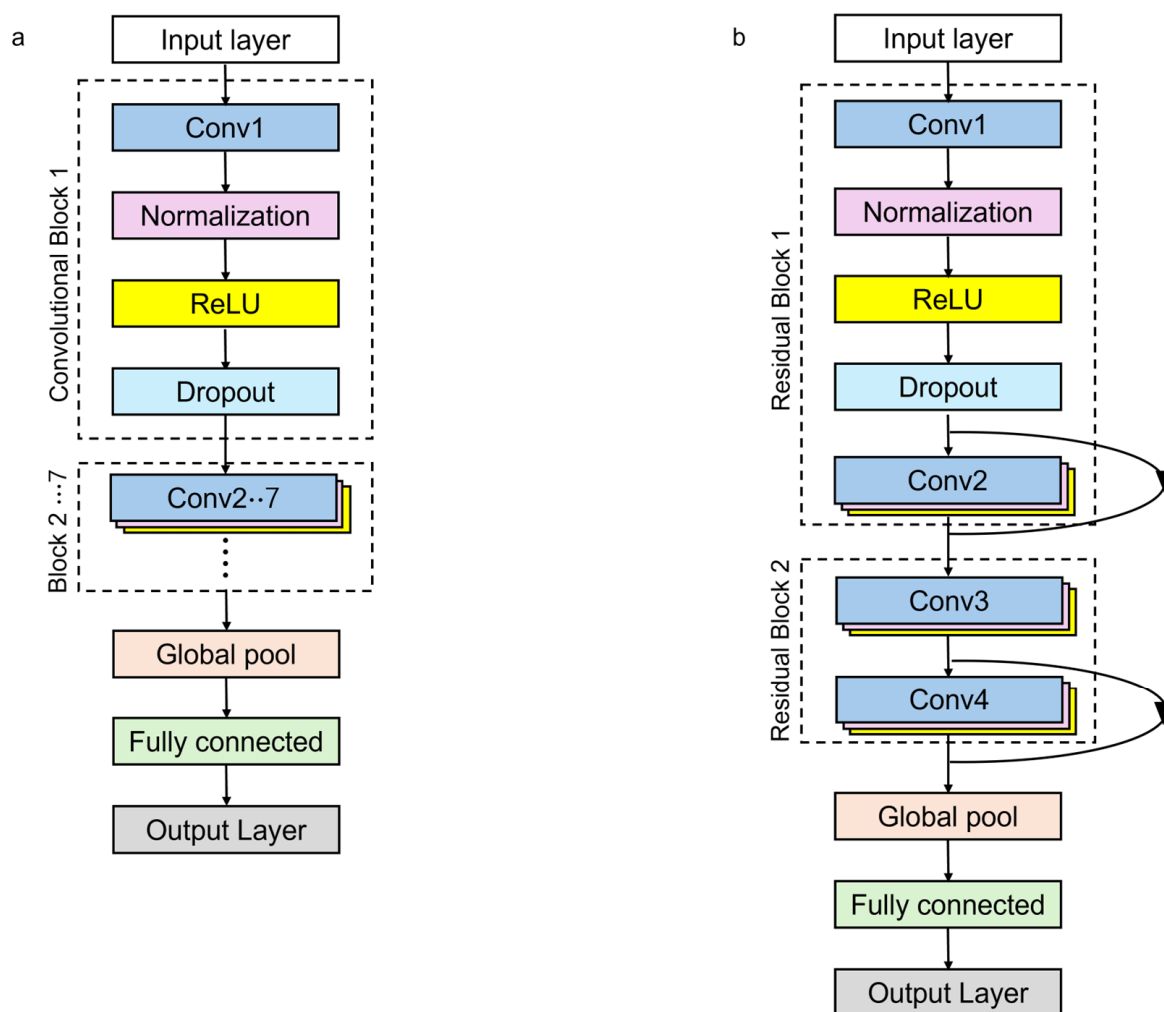 a
Input layer
Convolutional Block 1
Conv1
Normalization
ReLU
Dropout
Block 2 ···7
Conv2··7
Global pool
Fully connected
Output Layer
b
Input layer
Residual Block 1
Conv1
Normalization
ReLU
Dropout
Conv2
Residual Block 2
Conv3
Conv4
Global pool
Fully connected
Output Layer